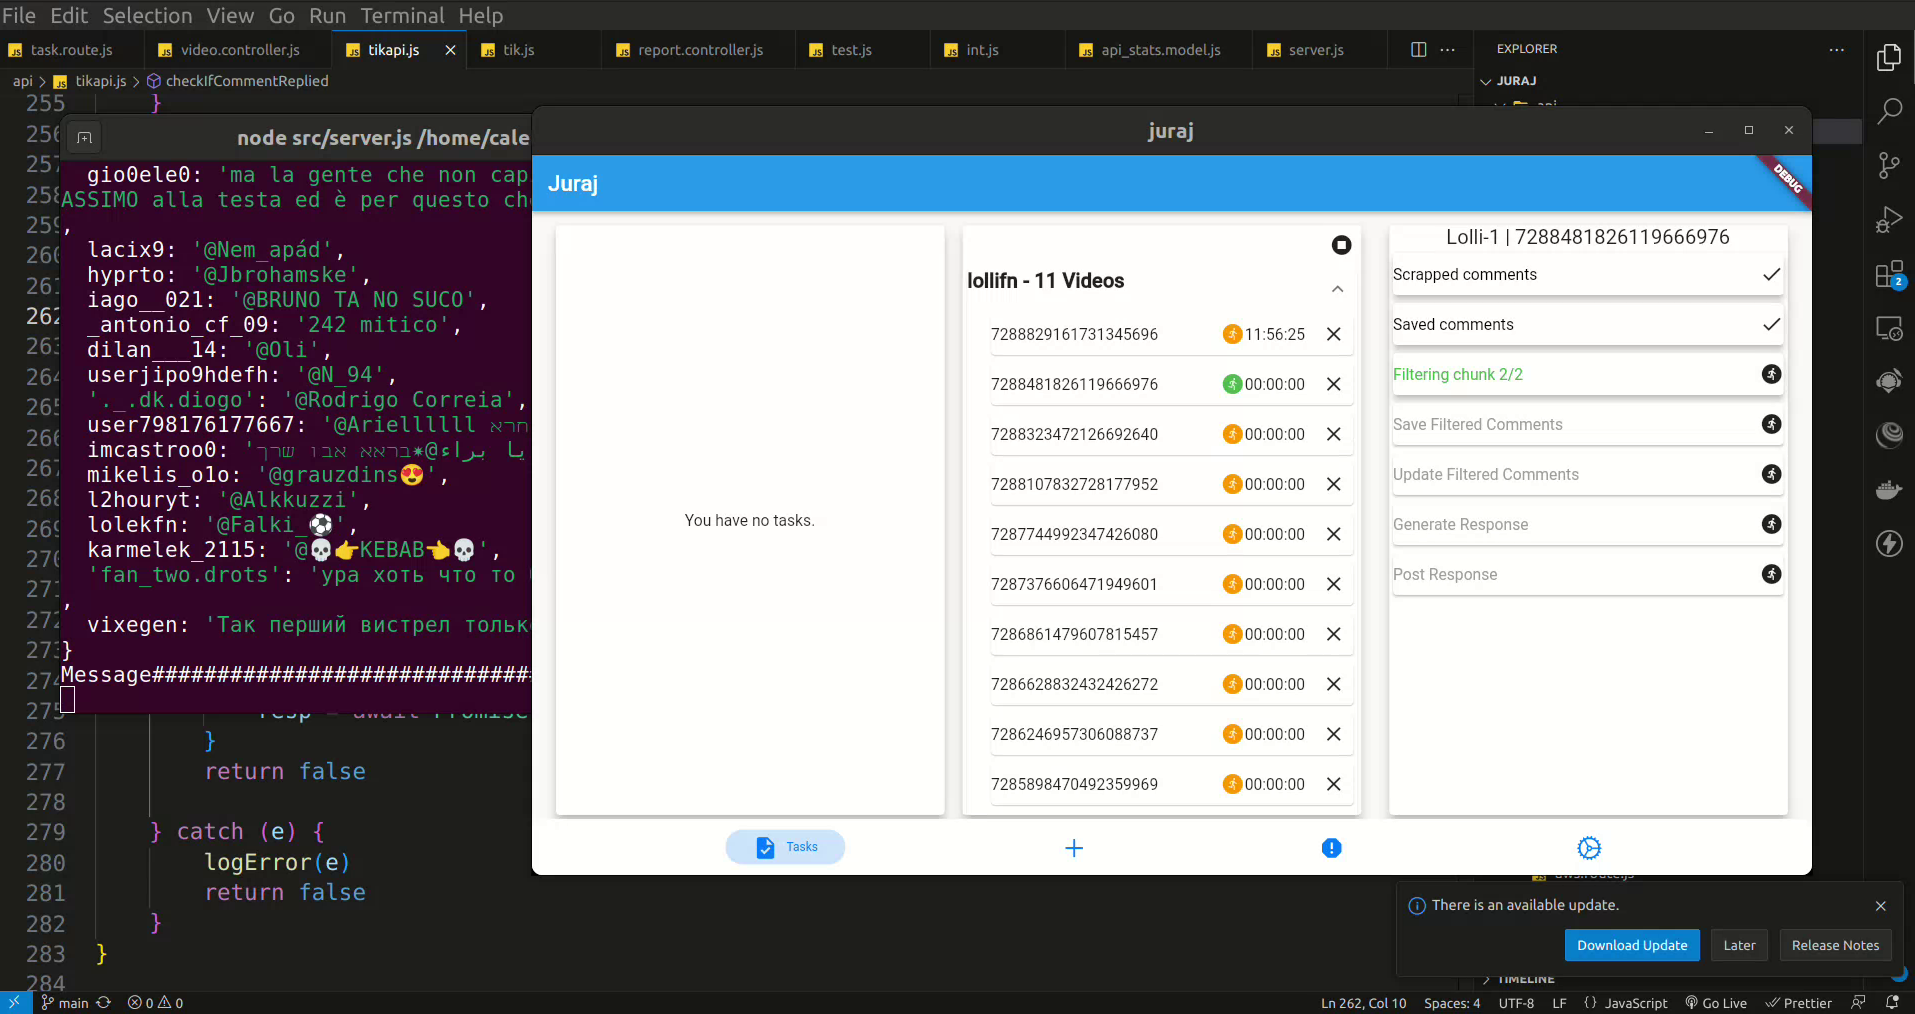 File Edit Selection View Go Run Terminal Help
task.route.js video.controller.js tikapi.js tik.js report.controller.js test.js int.js api_stats.model.js server.js
EXPLORER
api > tikapi.js > checkIfCommentReplied
JURAJ
255 }
256
257
258
259
260
261
262
263
264
265
266
267
268
269
270
271
272
273
274
275
276 }
277 return false
278
279 } catch (e) {
280 logError(e)
281 return false
282 }
283 }
284
node src/server.js /home/cale
gio0ele0: 'ma la gente che non cap
ASSIMO alla testa ed è per questo ch
,
lacix9: '@Nem_apád',
hyprto: '@Jbrohamske',
iago__021: '@BRUNO TA NO SUCO',
_antonio_cf_09: '242 mitico',
dilan___14: '@Oli',
userjipo9hdefh: '@N_94',
'._.dk.diogo': '@Rodrigo Correia',
user798176177667: '@Ariellllll חרא
imcastroo0: 'يا براء@✷בראא אבו שרך
mikelis_o1o: '@grauzdins😍',
l2houryt: '@Alkkuzzi',
lolekfn: '@Falki_⚽',
karmelek_2115: '@💀👉KEBAB👈💀',
'fan_two.drots': 'ура хоть что то
,
vixegen: 'Так перший вистрел тольк
}
Message#############################
juraj
Juraj
DEBUG
You have no tasks.
lollifn - 11 Videos
7288829161731345696 11:56:25
7288481826119666976 00:00:00
7288323472126692640 00:00:00
7288107832728177952 00:00:00
7287744992347426080 00:00:00
7287376606471949601 00:00:00
7286861479607815457 00:00:00
7286628832432426272 00:00:00
7286246957306088737 00:00:00
7285898470492359969 00:00:00
Lolli-1 | 7288481826119666976
Scrapped comments
Saved comments
Filtering chunk 2/2
Save Filtered Comments
Update Filtered Comments
Generate Response
Post Response
Tasks
2
There is an available update.
Download Update Later Release Notes
TIMELINE
main 0 0
Ln 262, Col 10 Spaces: 4 UTF-8 LF {} JavaScript Go Live Prettier